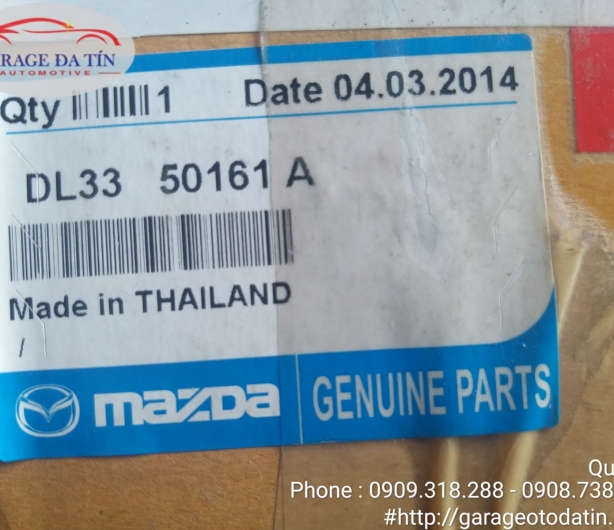 GARAGE ĐA TÍN
AUTOMOTIVE
Qty 1 Date 04.03.2014
DL33 50161 A
Made in THAILAND
/
mazda GENUINE PARTS
Phone : 0909.318.288 - 0908.738
#http://garageotodatin.